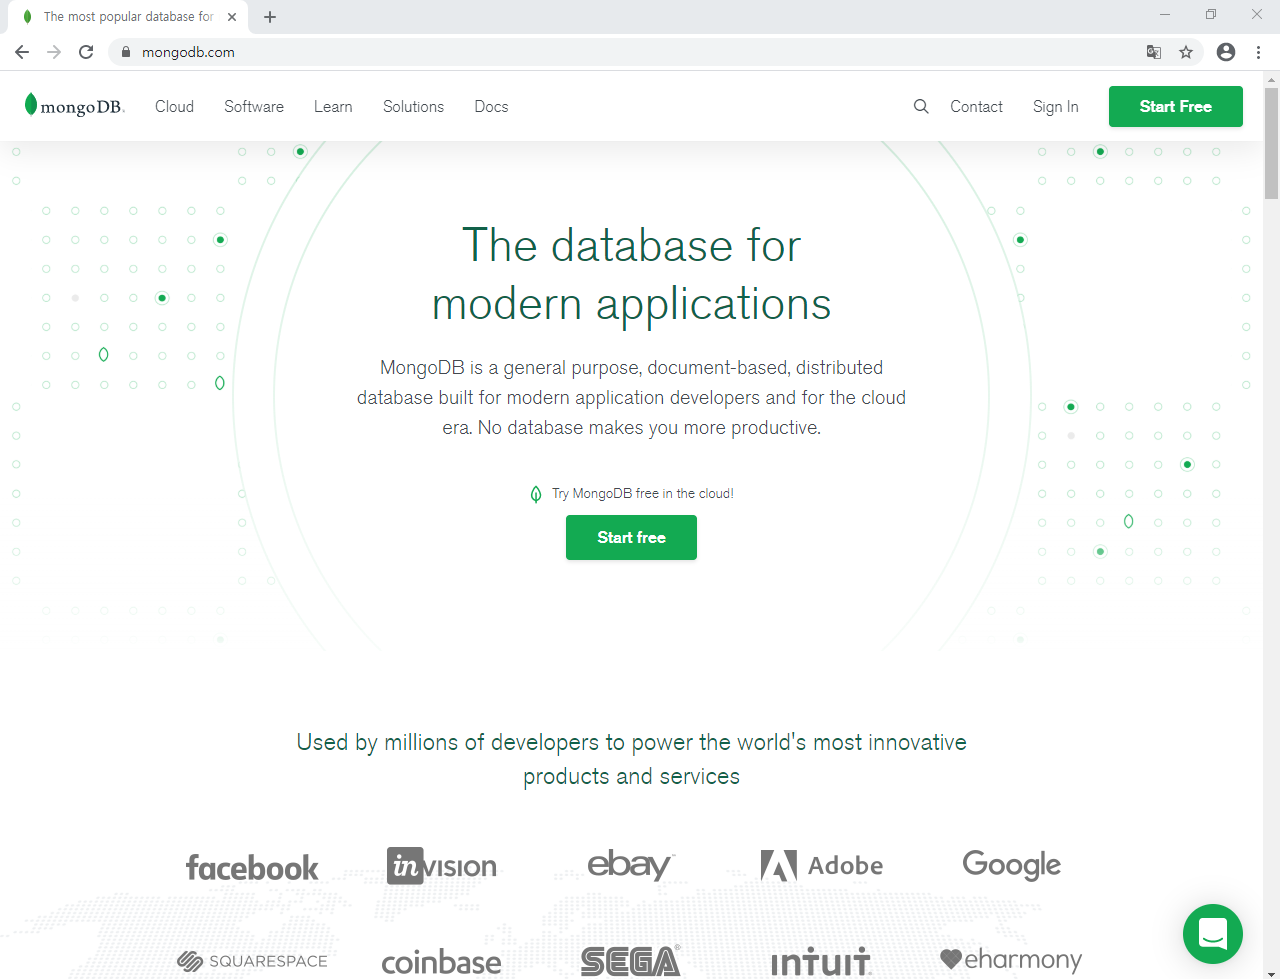 The most popular database for
mongodb.com
mongoDB.
Cloud
Software
Learn
Solutions
Docs
Contact
Sign In
Start Free
The database for
modern applications
MongoDB is a general purpose, document-based, distributed
database built for modern application developers and for the cloud
era. No database makes you more productive.
Try MongoDB free in the cloud!
Start free
Used by millions of developers to power the world's most innovative
products and services
facebook
inVISION
ebay™
Adobe
Google
SQUARESPACE
coinbase
SEGA®
intuit.
eharmony